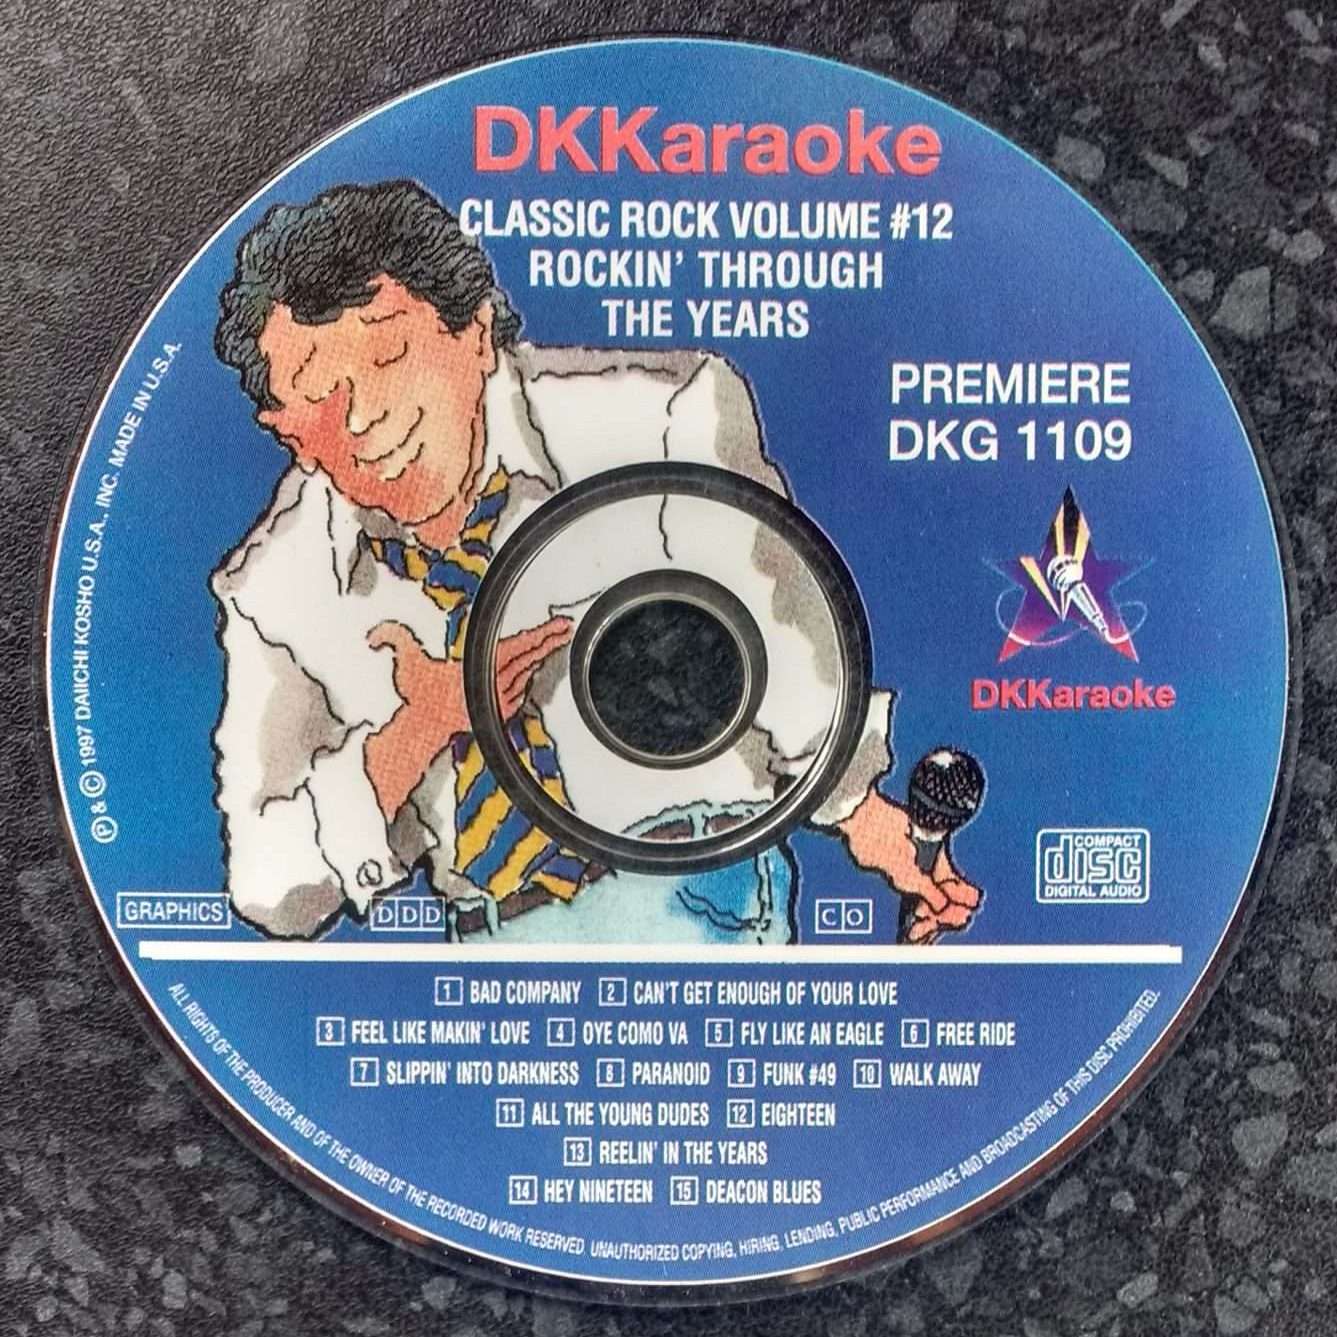 DKKaraoke
CLASSIC ROCK VOLUME #12
ROCKIN' THROUGH
THE YEARS
PREMIERE
DKG 1109
DKKaraoke
COMPACT
disc
DIGITAL AUDIO
Ⓟ & © 1997 DAIICHI KOSHO U.S.A., INC. MADE IN U.S.A.
GRAPHICS
DDD
CO
1 BAD COMPANY 2 CAN'T GET ENOUGH OF YOUR LOVE
3 FEEL LIKE MAKIN' LOVE 4 OYE COMO VA 5 FLY LIKE AN EAGLE 6 FREE RIDE
7 SLIPPIN' INTO DARKNESS 8 PARANOID 9 FUNK #49 10 WALK AWAY
11 ALL THE YOUNG DUDES 12 EIGHTEEN
13 REELIN' IN THE YEARS
14 HEY NINETEEN 15 DEACON BLUES
ALL RIGHTS OF THE PRODUCER AND OF THE OWNER OF THE RECORDED WORK RESERVED. UNAUTHORIZED COPYING, HIRING, LENDING, PUBLIC PERFORMANCE AND BROADCASTING OF THIS DISC PROHIBITED.